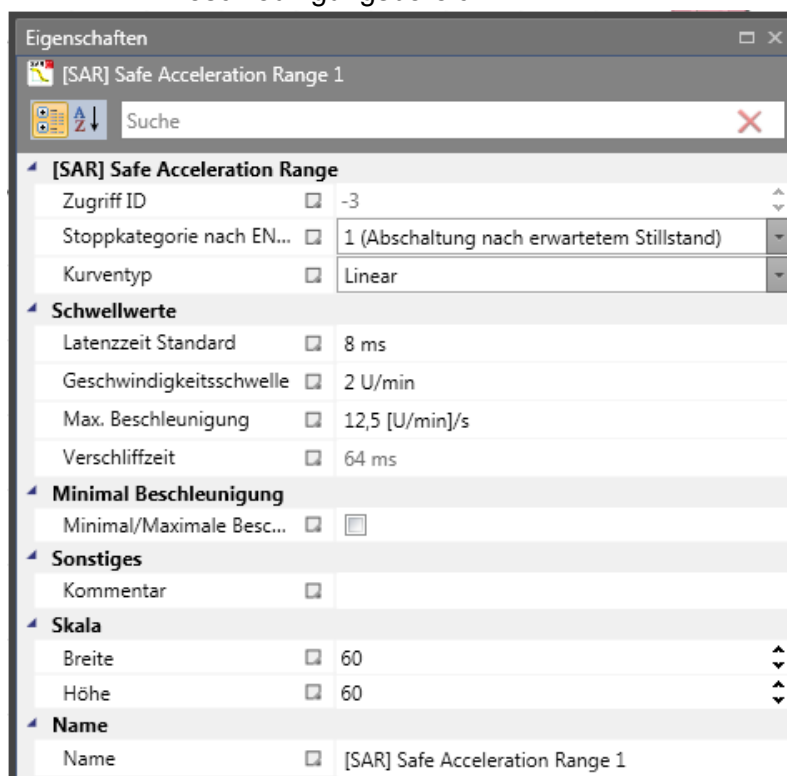 Eigenschaften
[SAR] Safe Acceleration Range 1
Suche
[SAR] Safe Acceleration Range
Zugriff ID -3
Stoppkategorie nach EN... 1 (Abschaltung nach erwartetem Stillstand)
Kurventyp Linear
Schwellwerte
Latenzzeit Standard 8 ms
Geschwindigkeitsschwelle 2 U/min
Max. Beschleunigung 12,5 [U/min]/s
Verschliffzeit 64 ms
Minimal Beschleunigung
Minimal/Maximale Besc...
Sonstiges
Kommentar
Skala
Breite 60
Höhe 60
Name
Name [SAR] Safe Acceleration Range 1